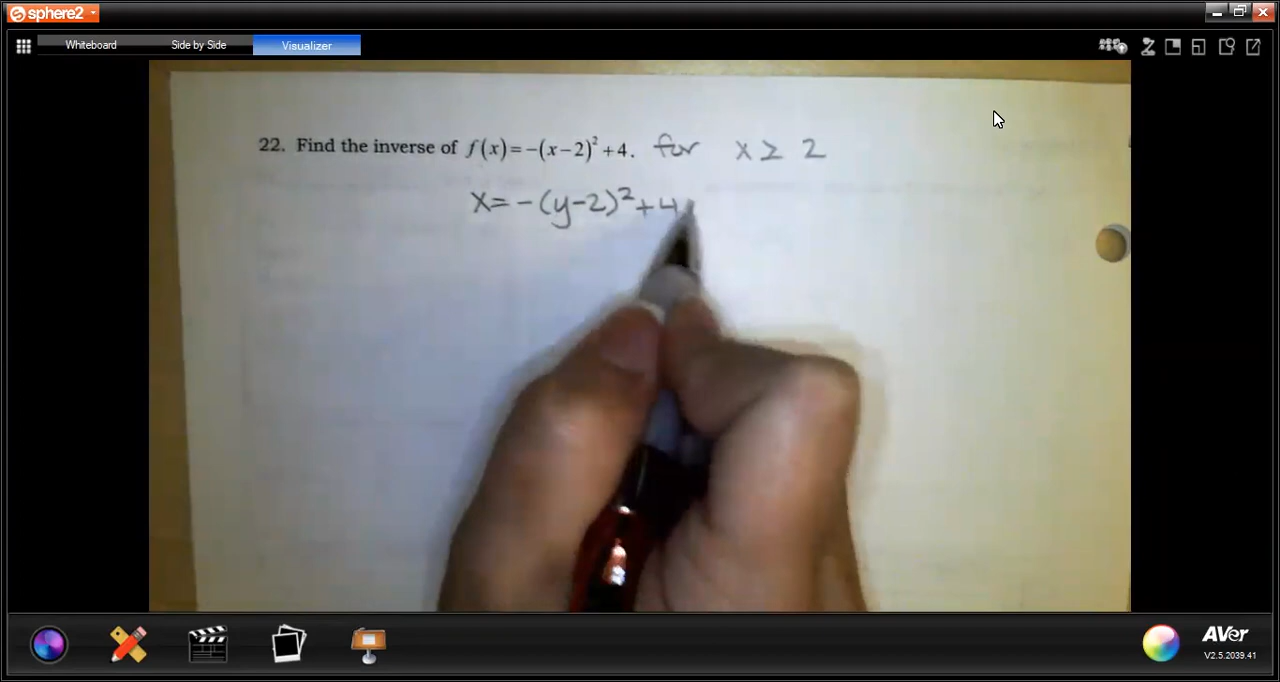 sphere2
Whiteboard Side by Side Visualizer
22. Find the inverse of f(x)=-(x-2)²+4. for x ≥ 2
x=-(y-2)²+4
AVer
V2.5.2039.41